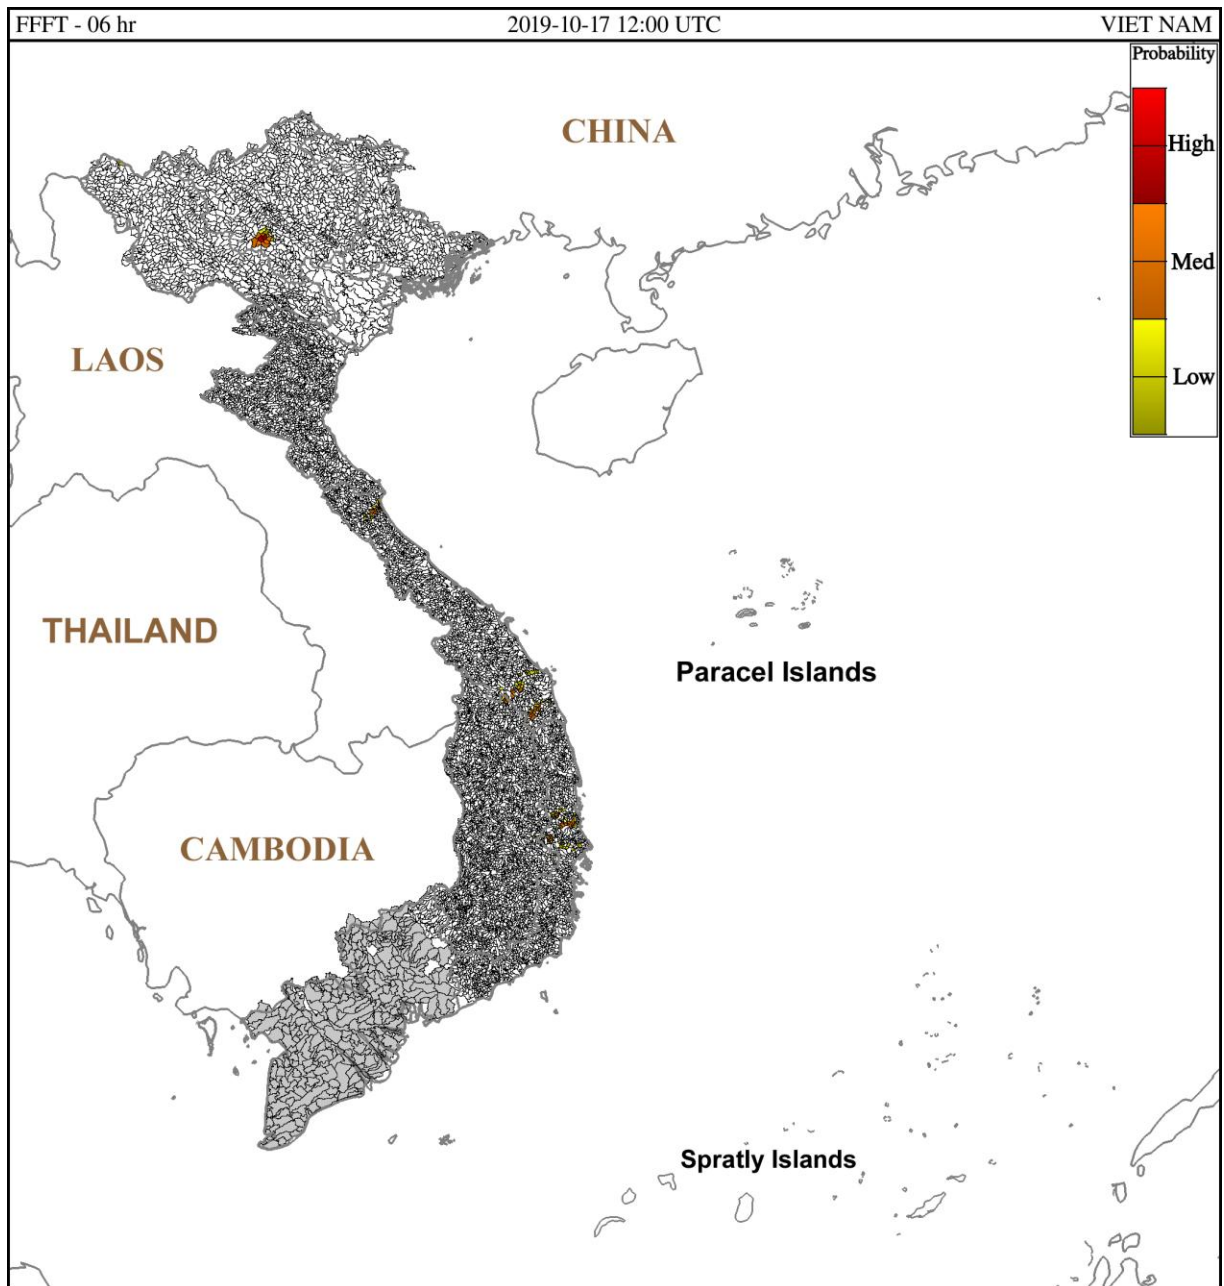 FFFT - 06 hr
2019-10-17 12:00 UTC
VIET NAM
Probability
High
Med
Low
CHINA
LAOS
THAILAND
Paracel Islands
CAMBODIA
Spratly Islands